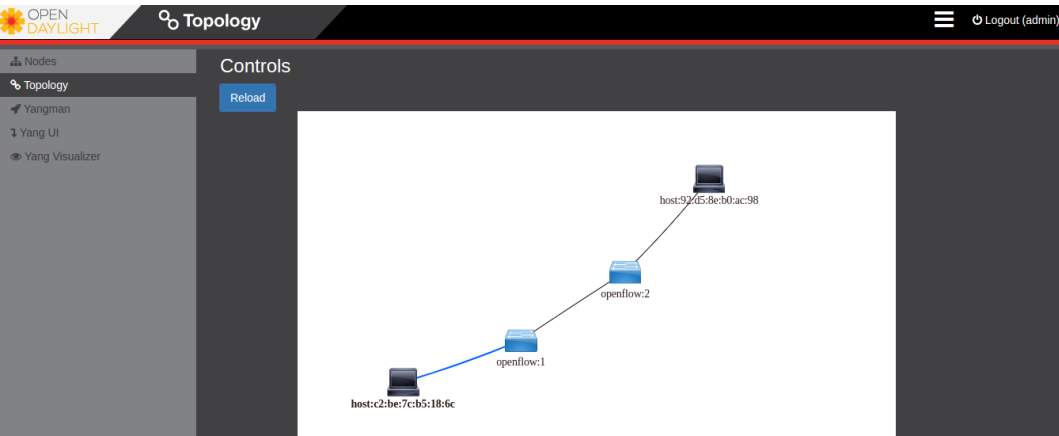 OPEN
DAYLIGHT
Topology
Logout (admin)
Nodes
Topology
Yangman
Yang UI
Yang Visualizer
Controls
Reload
host:92:d5:8e:b0:ac:98
openflow:2
openflow:1
host:c2:be:7c:b5:18:6c